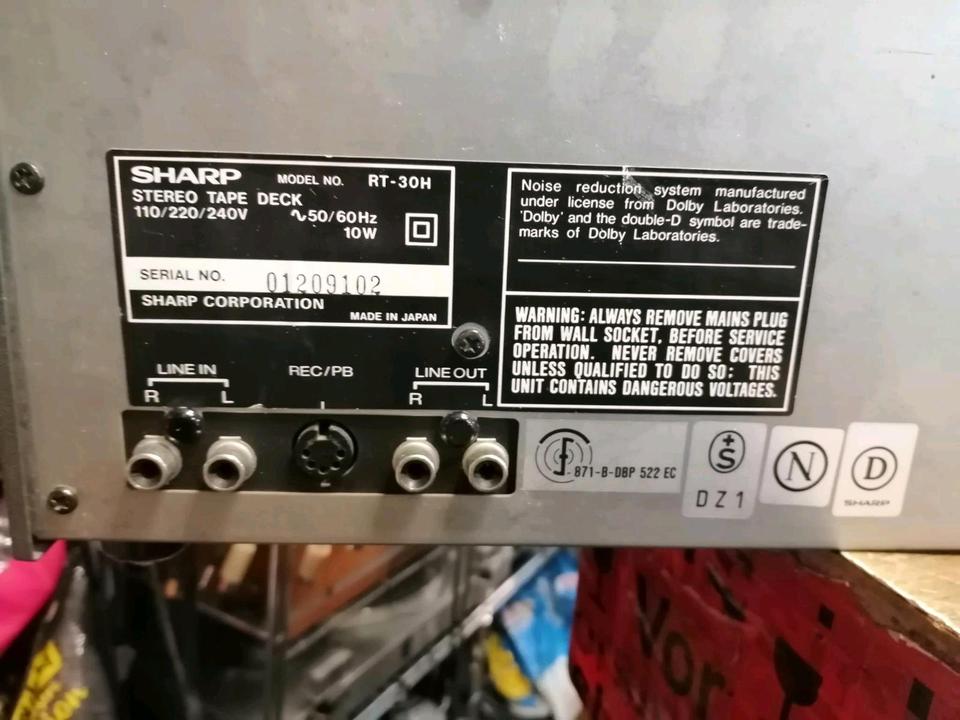 SHARP MODEL NO. RT-30H
STEREO TAPE DECK
110/220/240V ∿50/60Hz
10W
SERIAL NO. 01209102
SHARP CORPORATION
MADE IN JAPAN
Noise reduction system manufactured
under license from Dolby Laboratories.
'Dolby' and the double-D symbol are trade-
marks of Dolby Laboratories.
WARNING: ALWAYS REMOVE MAINS PLUG
FROM WALL SOCKET, BEFORE SERVICE
OPERATION. NEVER REMOVE COVERS
UNLESS QUALIFIED TO DO SO: THIS
UNIT CONTAINS DANGEROUS VOLTAGES.
LINE IN REC/PB LINE OUT
R L R L
871-B-DBP 522 EC
+S
DZ1
N
D
SHARP
Vor